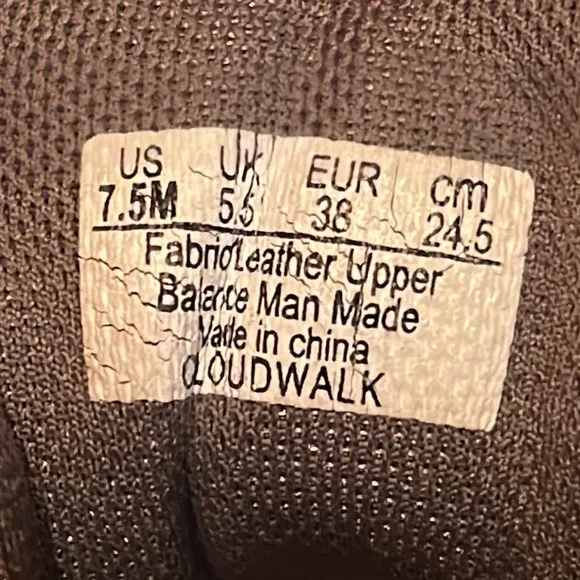 US UK EUR cm
7.5M 5.5 38 24.5
Fabric/Leather Upper
Balance Man Made
Made in china
CLOUDWALK